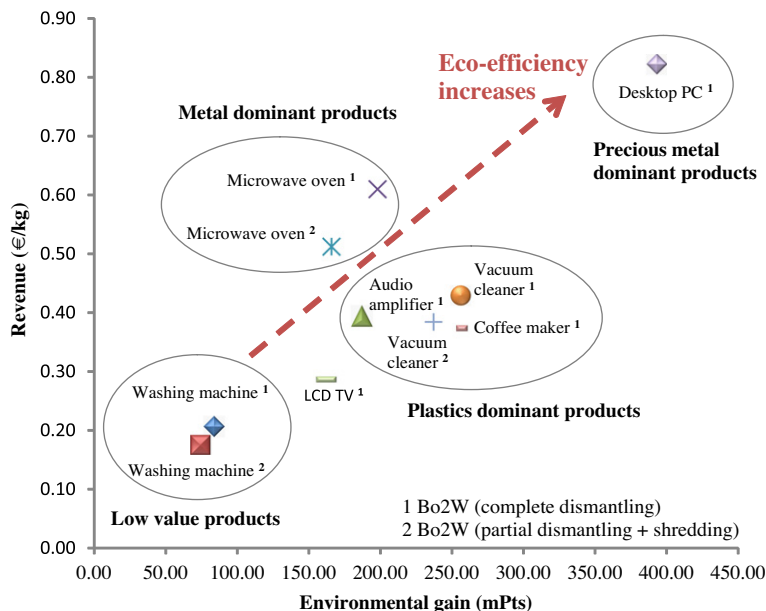 0.90
0.80
0.70
0.60
0.50
0.40
0.30
0.20
0.10
0.00
Revenue (€/kg)
Eco-efficiency
increases
Desktop PC 1
Precious metal
dominant products
Metal dominant products
Microwave oven 1
Microwave oven 2
Audio
amplifier 1
Vacuum
cleaner 1
Vacuum
cleaner 2
Coffee maker 1
Plastics dominant products
LCD TV 1
Washing machine 1
Washing machine 2
Low value products
1 Bo2W (complete dismantling)
2 Bo2W (partial dismantling + shredding)
0.00 50.00 100.00 150.00 200.00 250.00 300.00 350.00 400.00 450.00
Environmental gain (mPts)